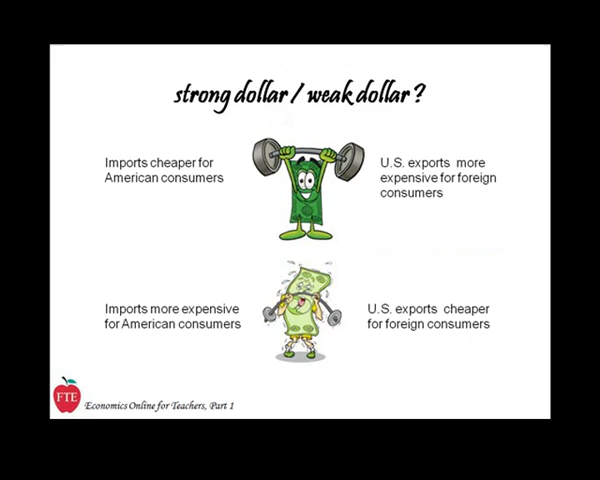 strong dollar / weak dollar ?
Imports cheaper for
American consumers
U.S. exports more
expensive for foreign
consumers
Imports more expensive
for American consumers
U.S. exports cheaper
for foreign consumers
FTE
Economics Online for Teachers, Part 1